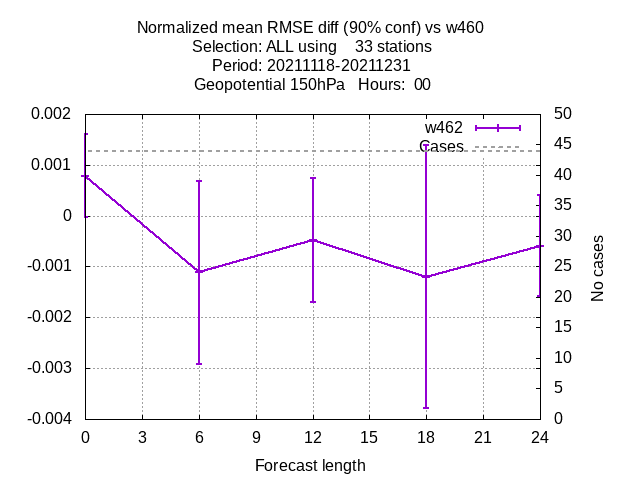 Normalized mean RMSE diff (90% conf) vs w460
Selection: ALL using    33 stations
Period: 20211118-20211231
Geopotential 150hPa   Hours:  00
w462
Cases
0.002
0.001
0
-0.001
-0.002
-0.003
-0.004
50
45
40
35
30
25
20
15
10
5
0
No cases
0 3 6 9 12 15 18 21 24
Forecast length